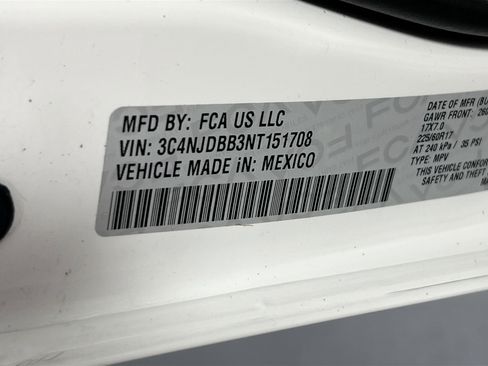 MFD BY: FCA US LLC
VIN: 3C4NJDBB3NT151708
VEHICLE MADE iN: MEXICO
DATE OF MFR
GAWR FRONT:
17X7.0
225/60R17
AT 240 kPa / 35 PSI
TYPE: MPV
THIS VEHICLE
SAFETY AND THEFT